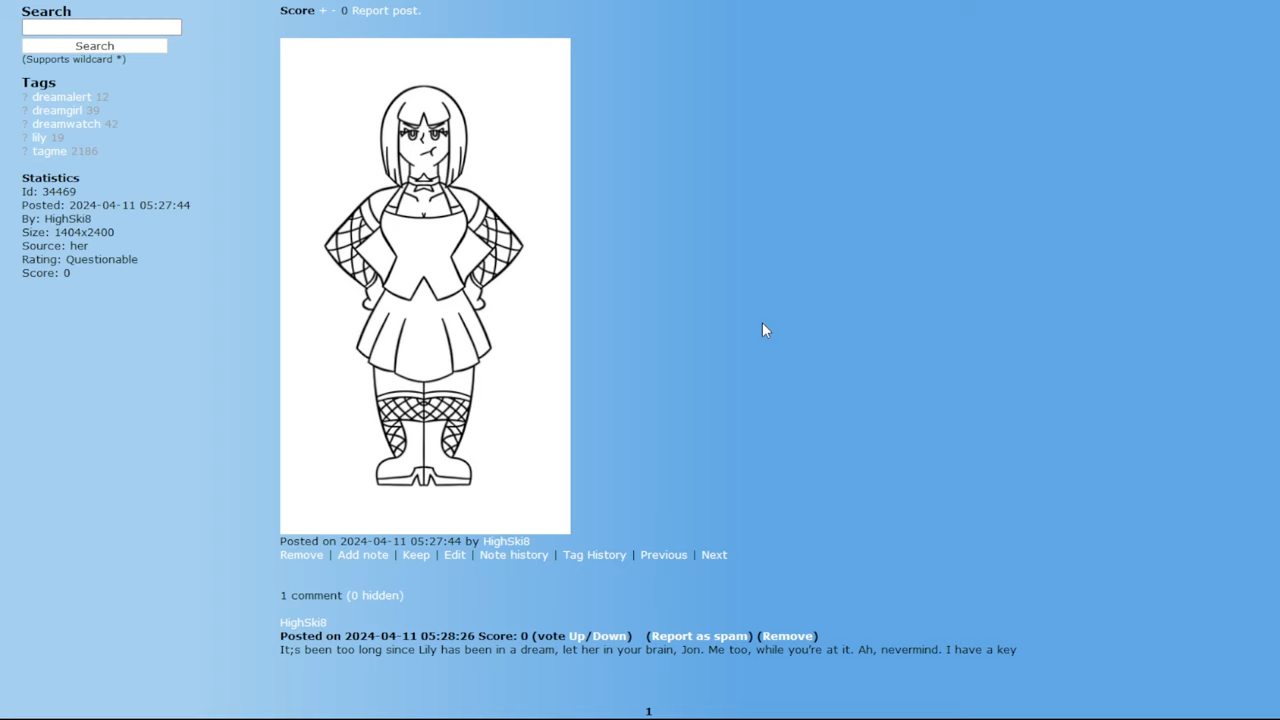 Search
Score + - 0 Report post.
Search
(Supports wildcard *)
Tags
? dreamalert 12
? dreamgirl 39
? dreamwatch 42
? lily 19
? tagme 2186
Statistics
Id: 34469
Posted: 2024-04-11 05:27:44
By: HighSki8
Size: 1404x2400
Source: her
Rating: Questionable
Score: 0
Posted on 2024-04-11 05:27:44 by HighSki8
Remove | Add note | Keep | Edit | Note history | Tag History | Previous | Next
1 comment (0 hidden)
HighSki8
Posted on 2024-04-11 05:28:26 Score: 0 (vote Up/Down) (Report as spam) (Remove)
It;s been too long since Lily has been in a dream, let her in your brain, Jon. Me too, while you're at it. Ah, nevermind. I have a key
1